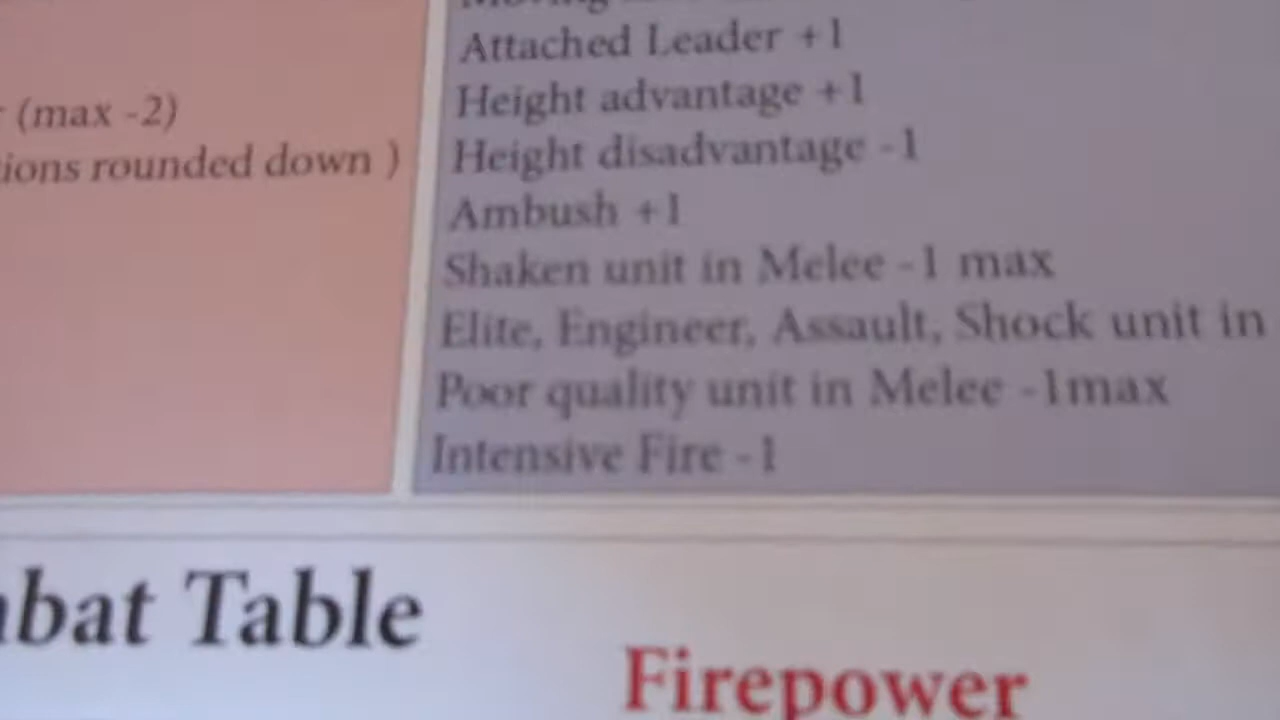 Attached Leader +1
Height advantage +1
(max -2)
Height disadvantage -1
ions rounded down )
Ambush +1
Shaken unit in Melee -1 max
Elite, Engineer, Assault, Shock unit in
Poor quality unit in Melee -1max
Intensive Fire -1
bat Table
Firepower